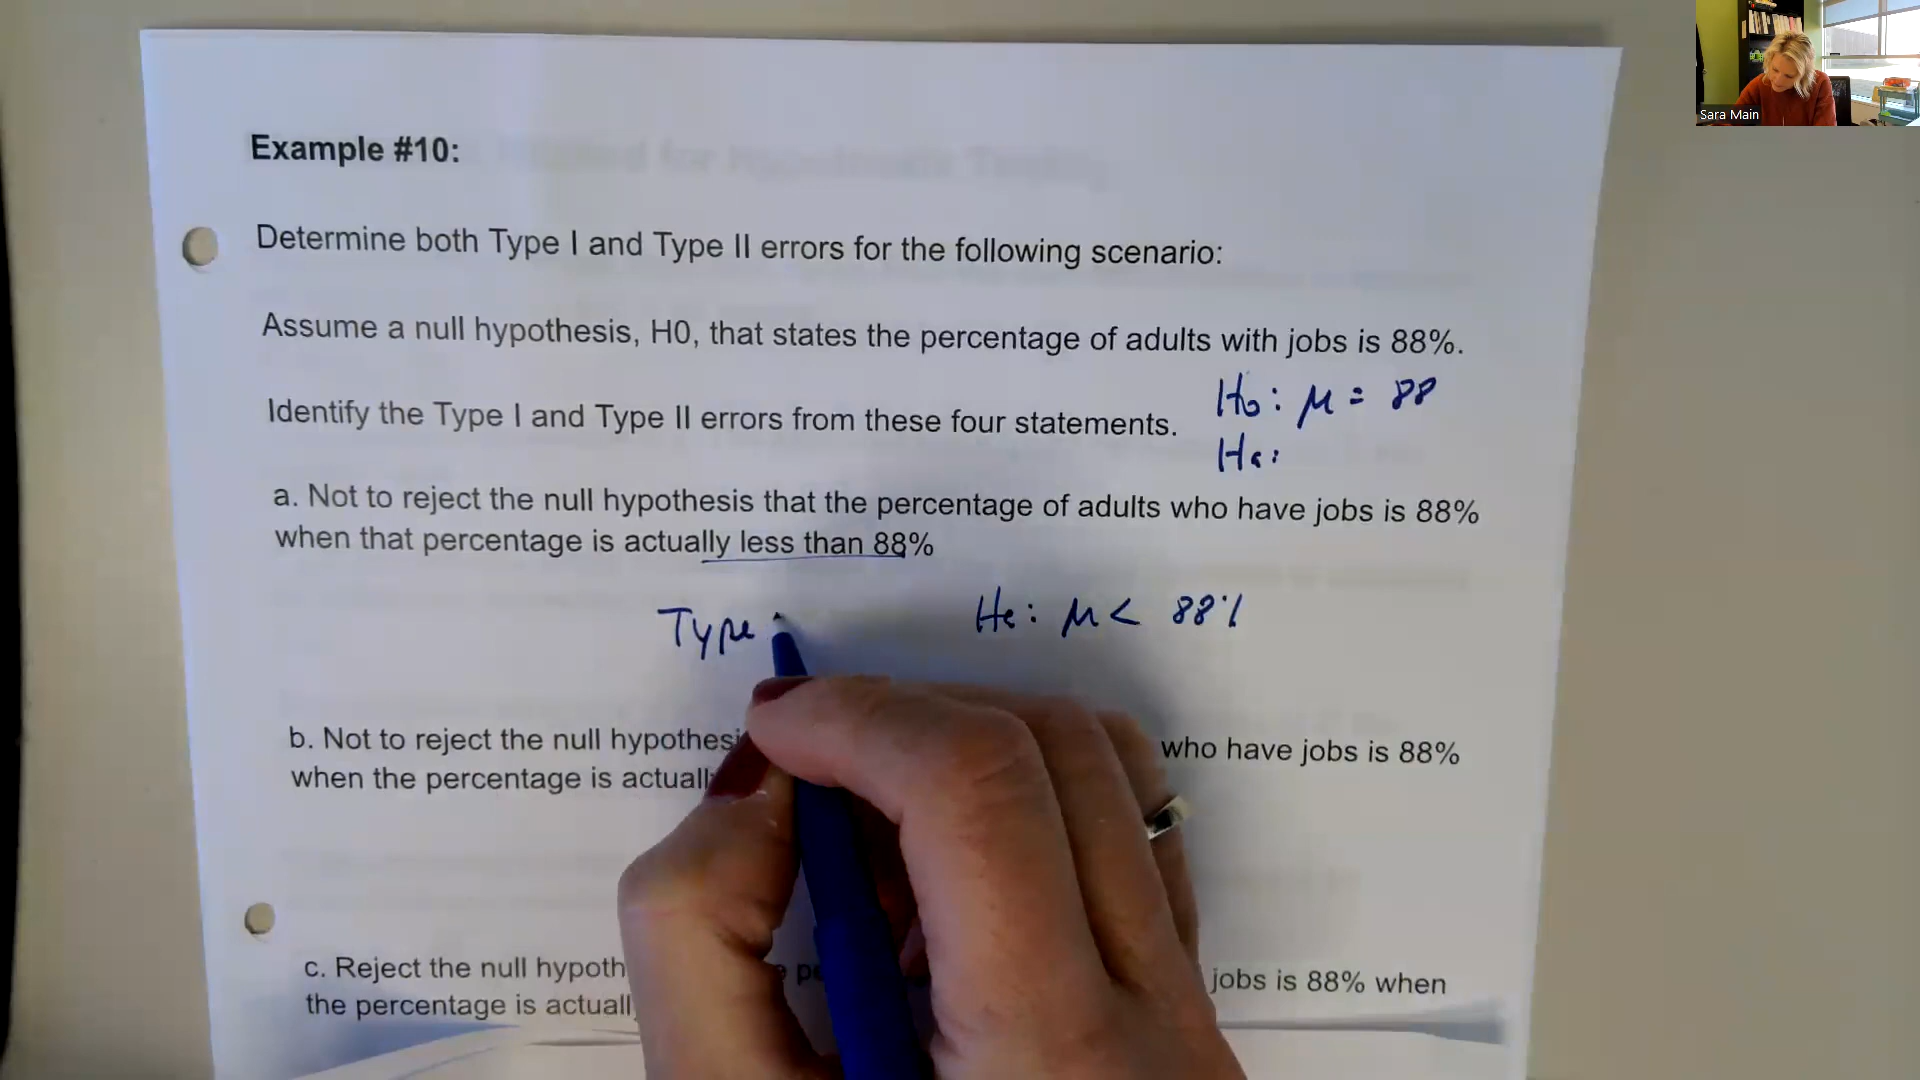 Sara Main
Example #10:
Determine both Type I and Type II errors for the following scenario:
Assume a null hypothesis, H0, that states the percentage of adults with jobs is 88%.
H₀: μ = 88
Identify the Type I and Type II errors from these four statements.
Ha:
a. Not to reject the null hypothesis that the percentage of adults who have jobs is 88%
when that percentage is actually less than 88%
Type Ha: μ < 88%
b. Not to reject the null who have jobs is 88%
when the percentage is
c. Reject the null jobs is 88% when
the percentage is